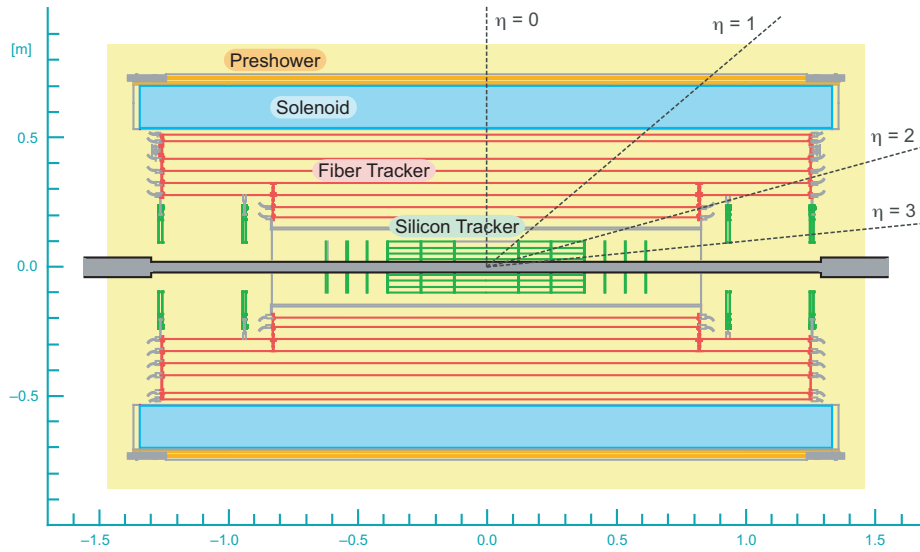 η = 0
η = 1
[m]
Preshower
Solenoid
0.5
η = 2
Fiber Tracker
η = 3
Silicon Tracker
0.0
–0.5
–1.5
–1.0
–0.5
0.0
0.5
1.0
1.5